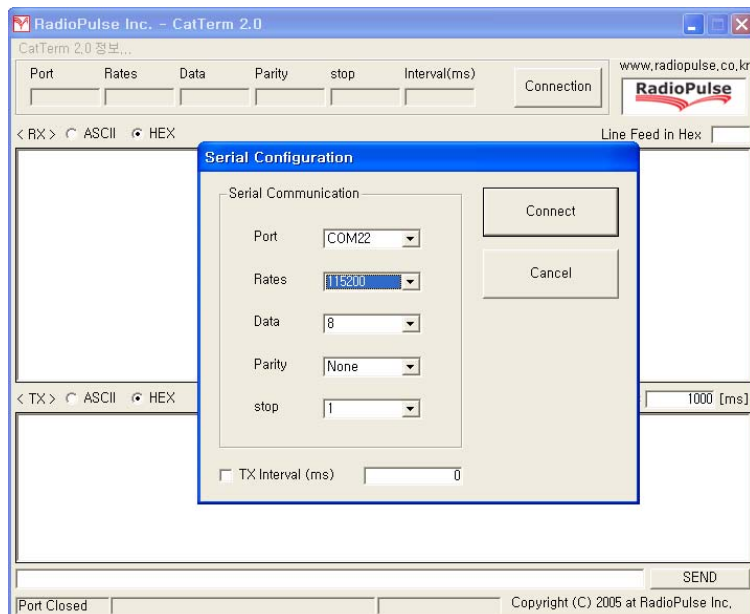 RadioPulse Inc. - CatTerm 2.0
CatTerm 2.0 정보...
Port Rates Data Parity stop Interval(ms)
Connection
www.radiopulse.co.kr
RadioPulse
< RX > ASCII HEX
Line Feed in Hex
Serial Configuration
Serial Communication
Port COM22
Rates 115200
Data 8
Parity None
stop 1
TX Interval (ms) 0
Connect
Cancel
< TX > ASCII HEX
1000 [ms]
SEND
Port Closed
Copyright (C) 2005 at RadioPulse Inc.